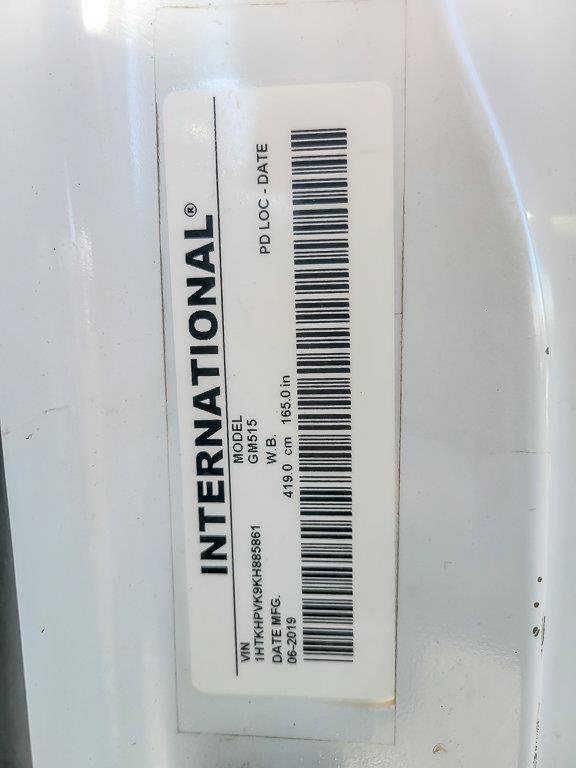 INTERNATIONAL®
VIN
1HTKHPVK9KH885861
MODEL
GM515
DATE MFG.
06-2019
W.B.
419.0 cm 165.0 in
PD LOC - DATE